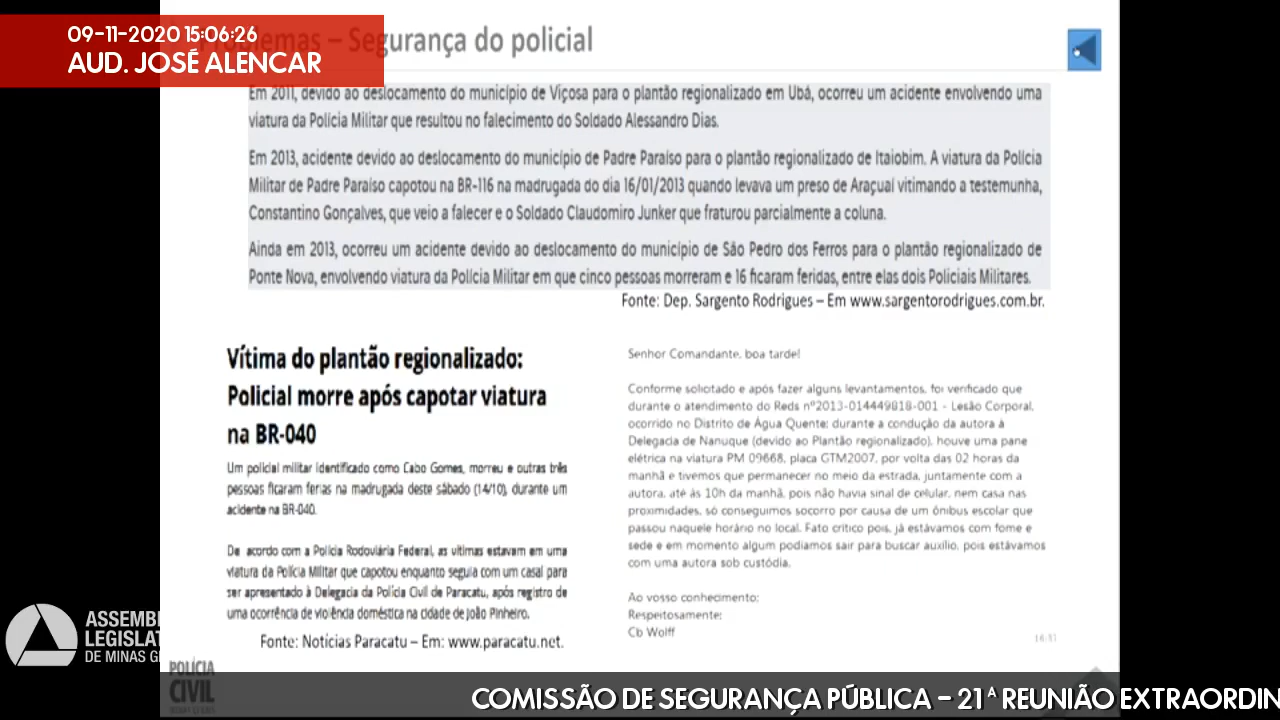 09-11-2020 15:06:26
AUD. JOSÉ ALENCAR
Problemas – Segurança do policial
Em 2011, devido ao deslocamento do município de Viçosa para o plantão regionalizado em Ubá, ocorreu um acidente envolvendo uma
viatura da Polícia Militar que resultou no falecimento do Soldado Alessandro Dias.
Em 2013, acidente devido ao deslocamento do município de Padre Paraíso para o plantão regionalizado de Itaiobim. A viatura da Polícia
Militar de Padre Paraíso capotou na BR-116 na madrugada do dia 16/01/2013 quando levava um preso de Araçuaí vitimando a testemunha,
Constantino Gonçalves, que veio a falecer e o Soldado Claudomiro Junker que fraturou parcialmente a coluna.
Ainda em 2013, ocorreu um acidente devido ao deslocamento do município de São Pedro dos Ferros para o plantão regionalizado de
Ponte Nova, envolvendo viatura da Polícia Militar em que cinco pessoas morreram e 16 ficaram feridas, entre elas dois Policiais Militares.
Fonte: Dep. Sargento Rodrigues – Em www.sargentorodrigues.com.br.
Vítima do plantão regionalizado:
Policial morre após capotar viatura
na BR-040
Um policial militar identificado como Cabo Gomes, morreu e outras três
pessoas ficaram ferias na madrugada deste sábado (14/10), durante um
acidente na BR-040.
De acordo com a Polícia Rodoviária Federal, as vítimas estavam em uma
viatura da Polícia Militar que capotou enquanto seguia com um casal para
ser apresentado à Delegacia da Polícia Civil de Paracatu, após registro de
uma ocorrência de violência doméstica na cidade de João Pinheiro.
Fonte: Notícias Paracatu – Em: www.paracatu.net.
Senhor Comandante, boa tarde!
Conforme solicitado e após fazer alguns levantamentos, foi verificado que
durante o atendimento do Reds nº2013-014449818-001 - Lesão Corporal,
ocorrido no Distrito de Água Quente; durante a condução da autora à
Delegacia de Nanuque (devido ao Plantão regionalizado), houve uma pane
elétrica na viatura PM 09668, placa GTM2007, por volta das 02 horas da
manhã e tivemos que permanecer no meio da estrada, juntamente com a
autora, até às 10h da manhã, pois não havia sinal de celular, nem casa nas
proximidades, só conseguimos socorro por causa de um ônibus escolar que
passou naquele horário no local. Fato crítico pois, já estávamos com fome e
sede e em momento algum podíamos sair para buscar auxílio, pois estávamos
com uma autora sob custódia.
Ao vosso conhecimento;
Respeitosamente;
Cb Wolff
ASSEMBL
LEGISLAT
DE MINAS GE
POLÍCIA
CIVIL
COMISSÃO DE SEGURANÇA PÚBLICA – 21ª REUNIÃO EXTRAORDIN